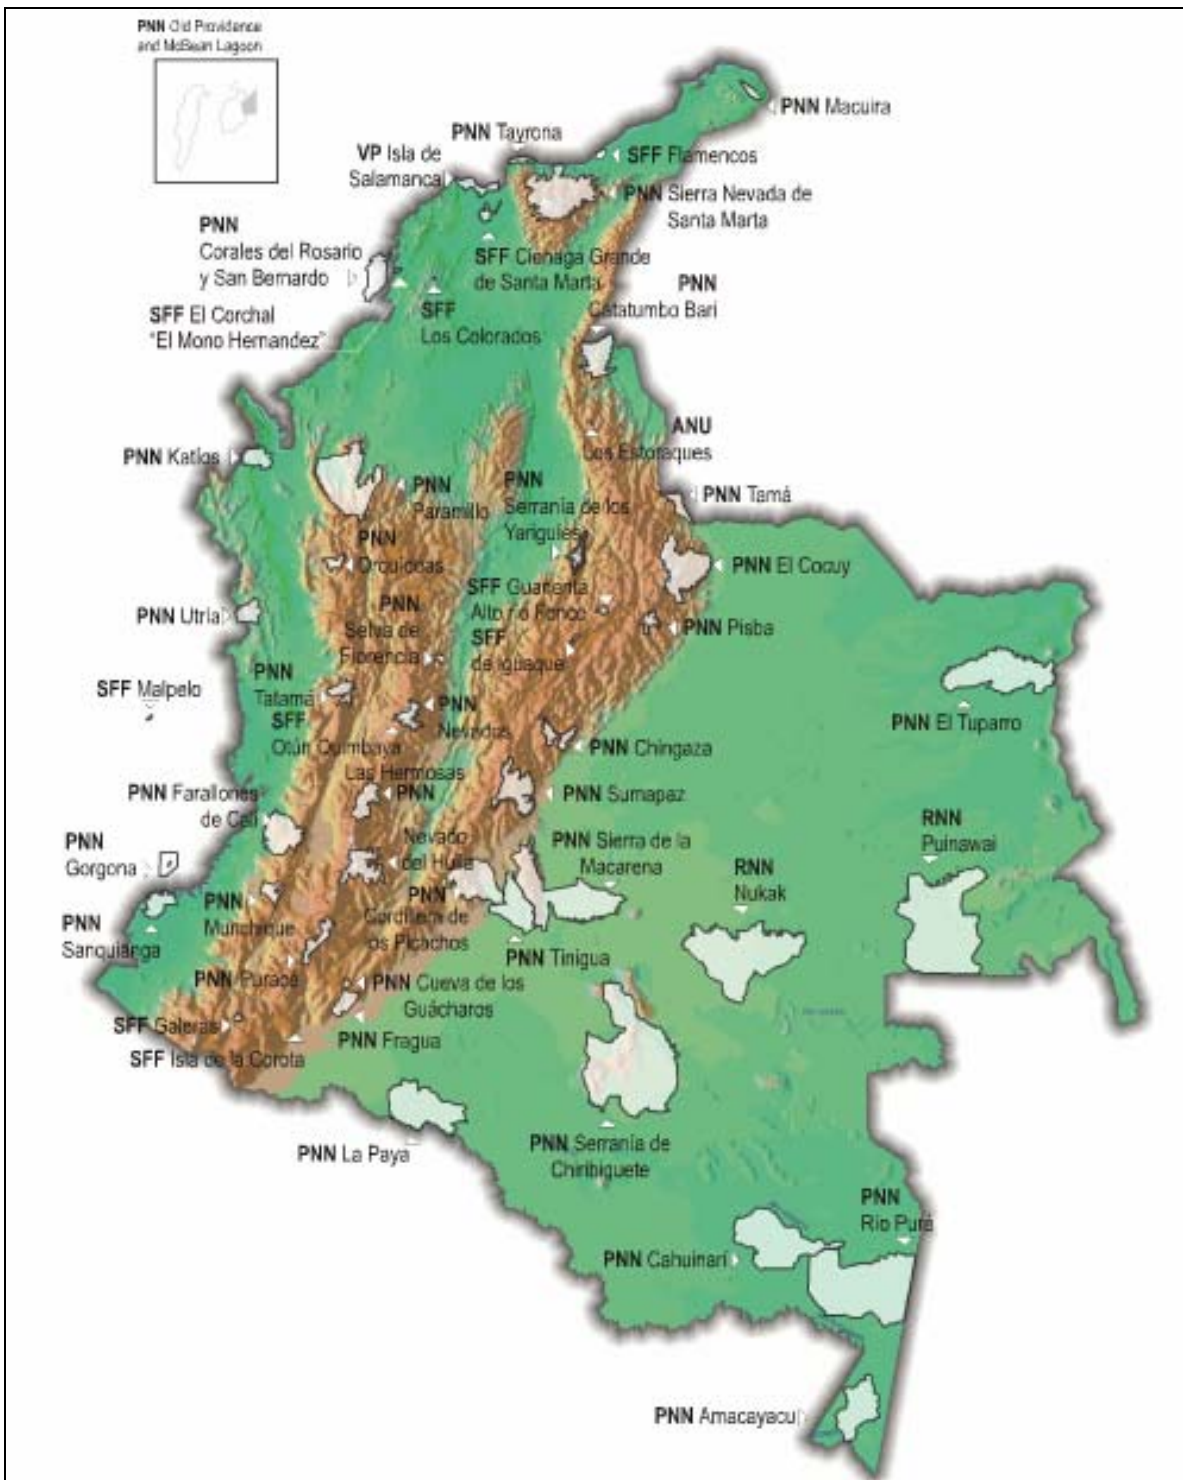 PNN Old Providence
and McBean Lagoon
PNN Macuira
PNN Tayrona
SFF Flamencos
VP Isla de
Salamanca
PNN Sierra Nevada de
Santa Marta
PNN
Corales del Rosario
y San Bernardo
SFF Cienaga Grande
de Santa Marta
PNN
Catatumbo Bari
SFF El Corchal
"El Mono Hernandez"
SFF
Los Colorados
ANU
Los Estoraques
PNN Katíos
PNN
Paramillo
PNN
Serranía de los
Yariguíes
PNN Tamá
PNN
Orquídeas
PNN El Cocuy
SFF Guanenta
Alto río Fonce
PNN Utría
PNN
Selva de
Florencia
PNN Pisba
SFF
de Iguaque
PNN
Tatamá
SFF Malpelo
PNN
Nevados
SFF
Otún Quimbaya
PNN El Tuparro
PNN Chingaza
Las Hermosas
PNN
PNN Farallones
de Cali
PNN Sumapaz
RNN
Puinawai
PNN
Gorgona
Nevado
del Huila
PNN
PNN Sierra de la
Macarena
RNN
Nukak
PNN
Munchique
Cordillera de
os Picachos
PNN
Sanquianga
PNN Tinigua
PNN Puracé
PNN Cueva de los
Guácharos
SFF Galeras
PNN Fragua
SFF Isla de la Corota
PNN La Paya
PNN Serranía de
Chiribiquete
PNN
Río Puré
PNN Cahuinarí
PNN Amacayacu